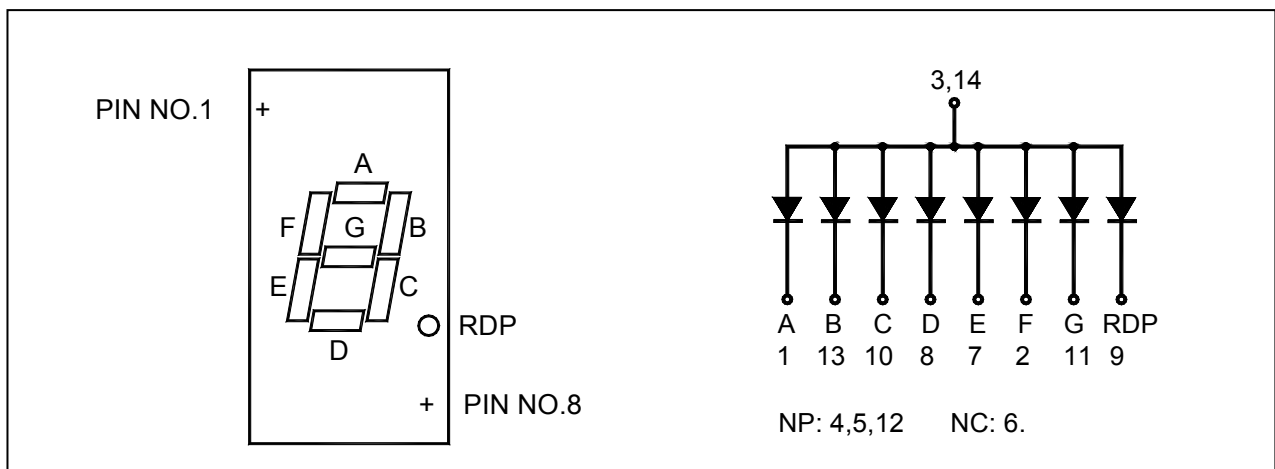 PIN NO.1
+
A
F
G
B
E
C
RDP
D
+
PIN NO.8
3,14
A B C D E F G RDP
1 13 10 8 7 2 11 9
NP: 4,5,12 NC: 6.